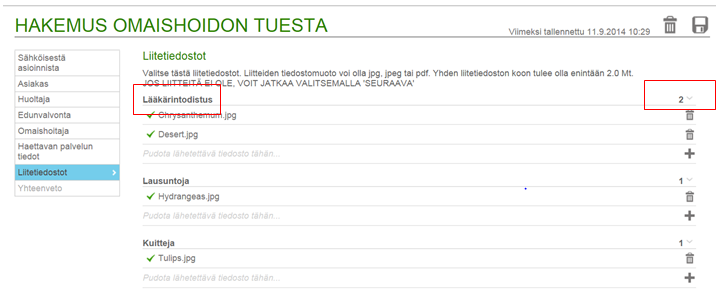 HAKEMUS OMAISHOIDON TUESTA
Viimeksi tallennettu 11.9.2014 10:29
Sähköisestä
asioinnista
Asiakas
Huoltaja
Edunvalvonta
Omaishoitaja
Haettavan palvelun
tiedot
Liitetiedostot
Yhteenveto
Liitetiedostot
Valitse tästä liitetiedostot. Liitteiden tiedostomuoto voi olla jpg, jpeg tai pdf. Yhden liitetiedoston koon tulee olla enintään 2.0 Mt.
JOS LIITTEITÄ EI OLE, VOIT JATKAA VALITSEMALLA 'SEURAAVA'
Lääkärintodistus 2
Chrysanthemum.jpg
Desert.jpg
Pudota lähetettävä tiedosto tähän...
Lausuntoja 1
Hydrangeas.jpg
Pudota lähetettävä tiedosto tähän...
Kuitteja 1
Tulips.jpg
Pudota lähetettävä tiedosto tähän...